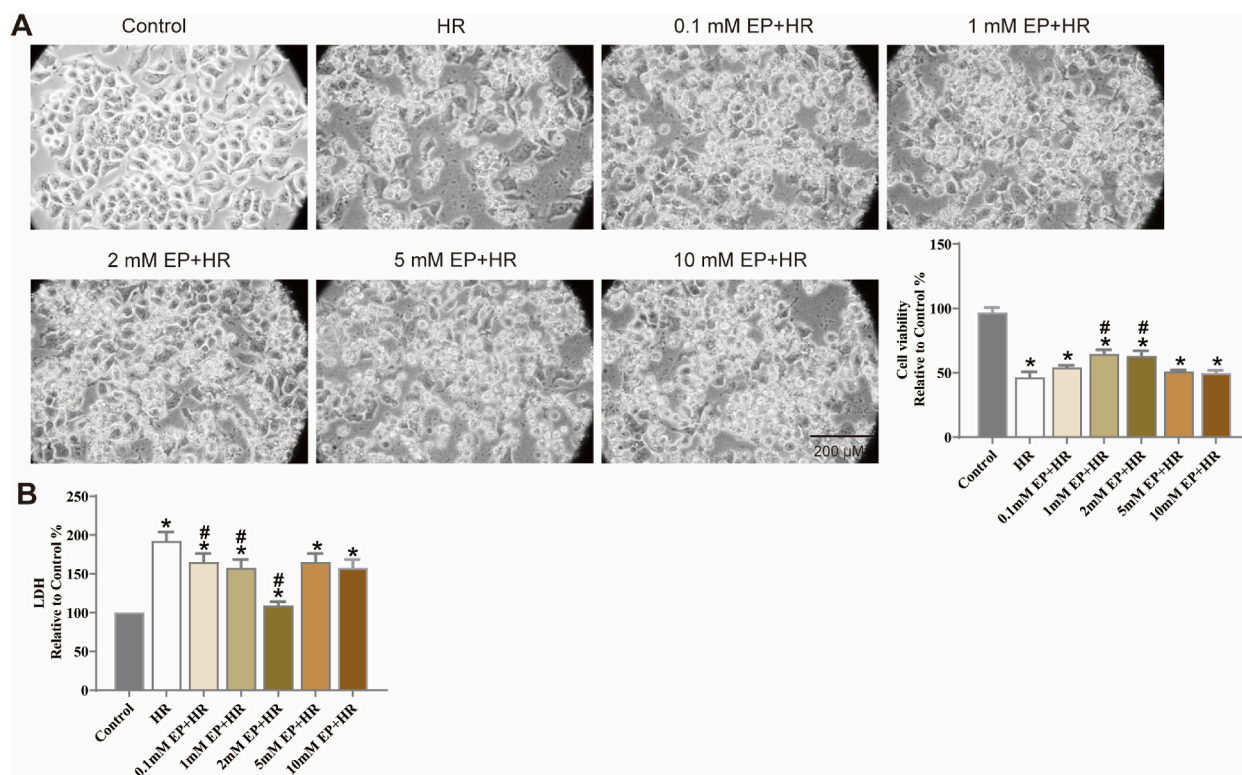 A
Control
HR
0.1 mM EP+HR
1 mM EP+HR
2 mM EP+HR
5 mM EP+HR
10 mM EP+HR
200 µM
Cell viability
Relative to Control %
150
100
50
0
*
*
#
*
#
*
*
*
Control
HR
0.1mM EP+HR
1mM EP+HR
2mM EP+HR
5mM EP+HR
10mM EP+HR
B
LDH
Relative to Control %
250
200
150
100
50
0
*
#
*
#
*
#
*
*
*
Control
HR
0.1mM EP+HR
1mM EP+HR
2mM EP+HR
5mM EP+HR
10mM EP+HR